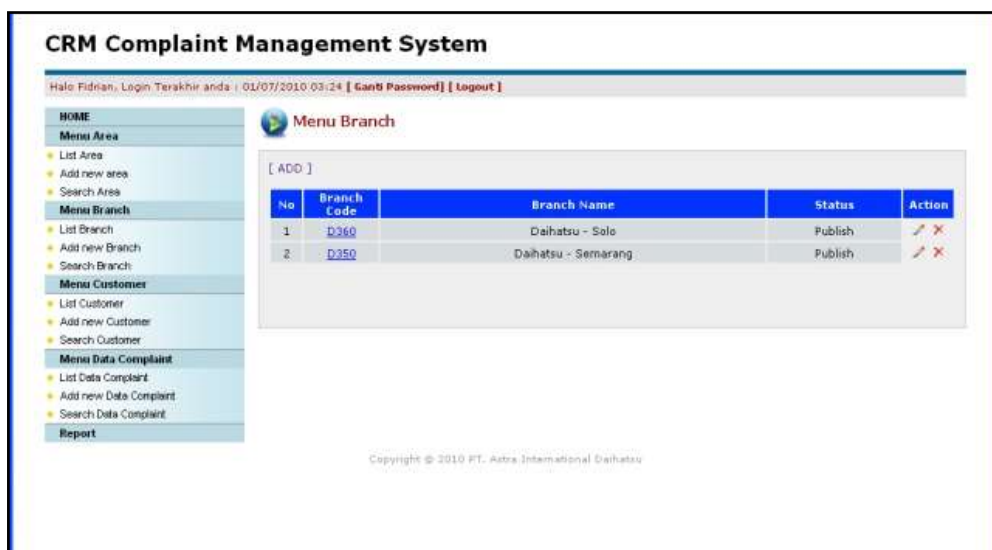 CRM Complaint Management System
Halo Fidrian, Login Terakhir anda : 01/07/2010 03:24 [ Ganti Password] [ Logout ]
HOME
Menu Area
List Area
Add new area
Search Area
Menu Branch
List Branch
Add new Branch
Search Branch
Menu Customer
List Customer
Add new Customer
Search Customer
Menu Data Complaint
List Data Complaint
Add new Data Complaint
Search Data Complaint
Report
Menu Branch
[ ADD ]
No Branch Code Branch Name Status Action
1 D360 Daihatsu - Solo Publish
2 D350 Daihatsu - Semarang Publish
Copyright @ 2010 PT. Astra International Daihatsu